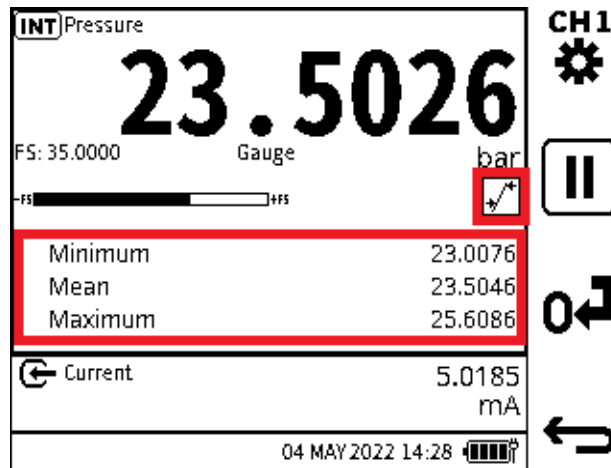 INT Pressure
CH1
23.5026
FS: 35.0000 Gauge bar
-FS +FS
Minimum 23.0076
Mean 23.5046
Maximum 25.6086
0
Current 5.0185
mA
04 MAY 2022 14:28